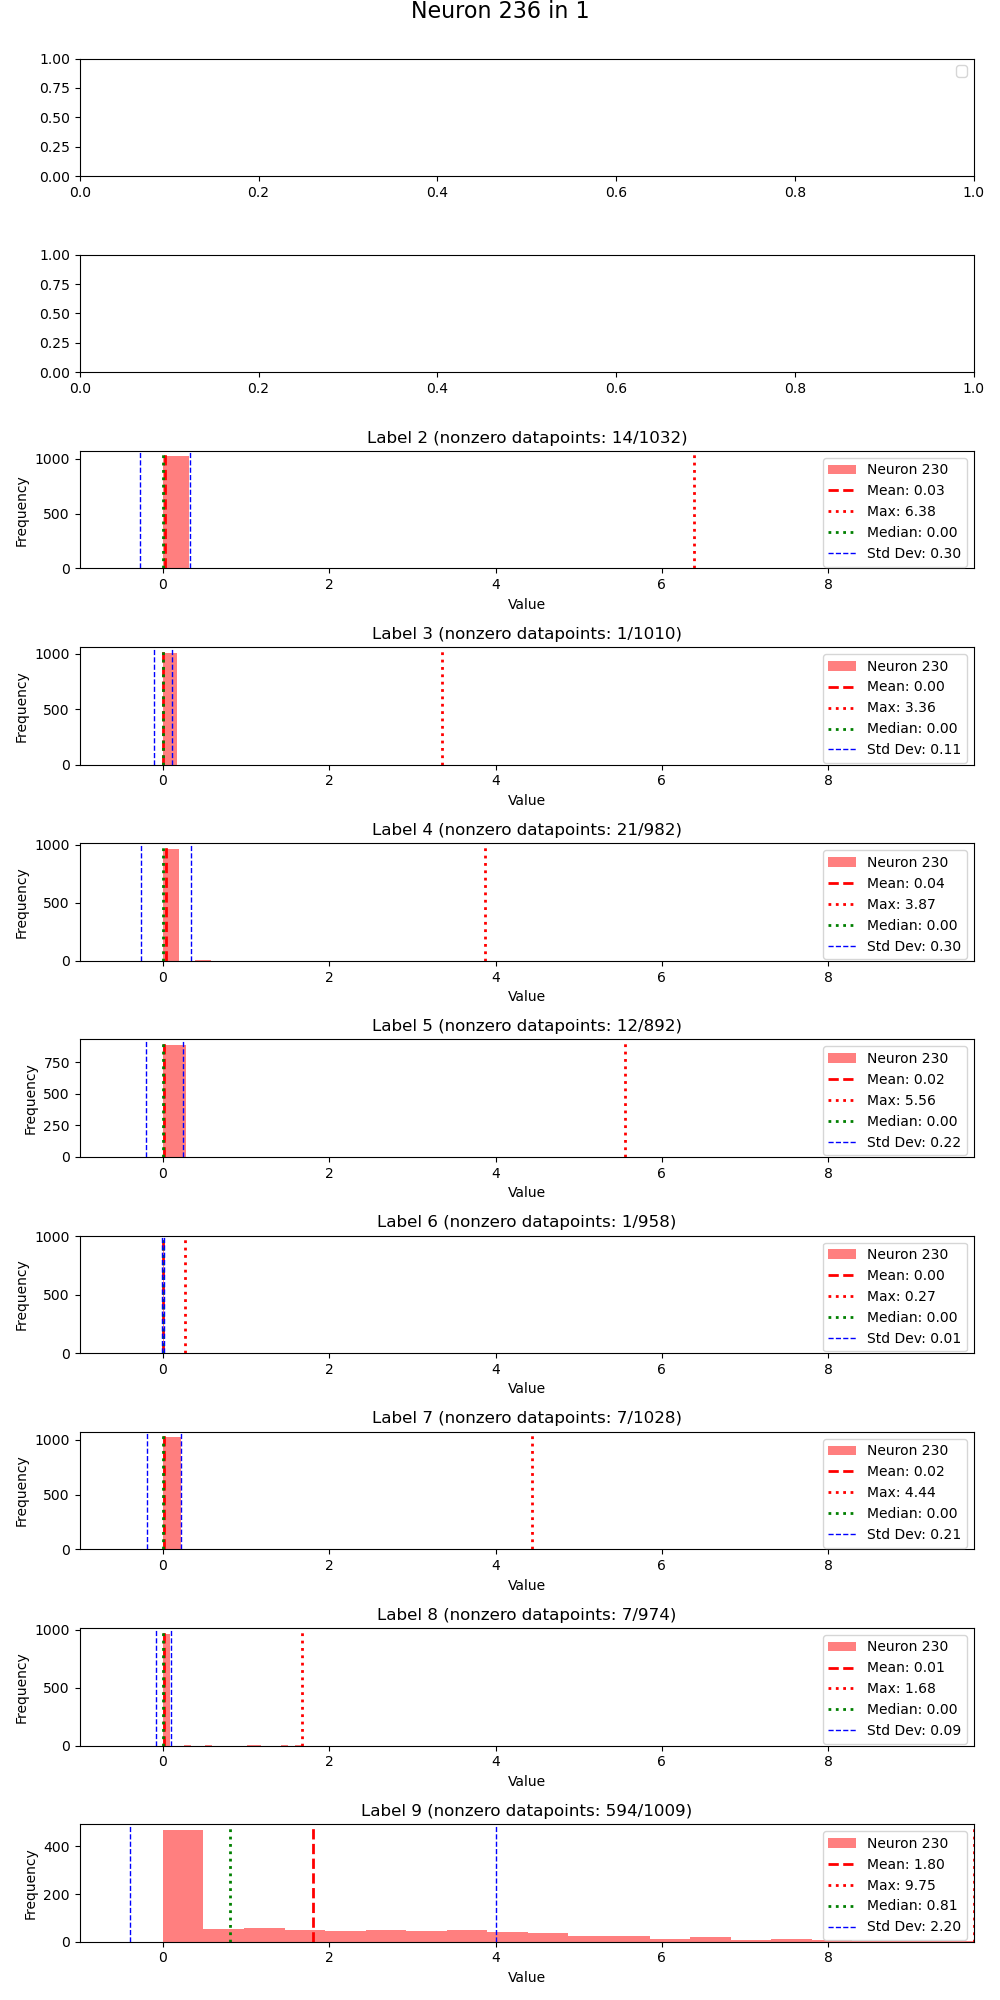 Neuron 236 in 1
1.00
0.75
0.50
0.25
0.00
0.0 0.2 0.4 0.6 0.8 1.0
1.00
0.75
0.50
0.25
0.00
0.0 0.2 0.4 0.6 0.8 1.0
Label 2 (nonzero datapoints: 14/1032)
Frequency
1000
500
0
Neuron 230
Mean: 0.03
Max: 6.38
Median: 0.00
Std Dev: 0.30
0 2 4 6 8
Value
Label 3 (nonzero datapoints: 1/1010)
Frequency
1000
500
0
Neuron 230
Mean: 0.00
Max: 3.36
Median: 0.00
Std Dev: 0.11
0 2 4 6 8
Value
Label 4 (nonzero datapoints: 21/982)
Frequency
1000
500
0
Neuron 230
Mean: 0.04
Max: 3.87
Median: 0.00
Std Dev: 0.30
0 2 4 6 8
Value
Label 5 (nonzero datapoints: 12/892)
Frequency
750
500
250
0
Neuron 230
Mean: 0.02
Max: 5.56
Median: 0.00
Std Dev: 0.22
0 2 4 6 8
Value
Label 6 (nonzero datapoints: 1/958)
Frequency
1000
500
0
Neuron 230
Mean: 0.00
Max: 0.27
Median: 0.00
Std Dev: 0.01
0 2 4 6 8
Value
Label 7 (nonzero datapoints: 7/1028)
Frequency
1000
500
0
Neuron 230
Mean: 0.02
Max: 4.44
Median: 0.00
Std Dev: 0.21
0 2 4 6 8
Value
Label 8 (nonzero datapoints: 7/974)
Frequency
1000
500
0
Neuron 230
Mean: 0.01
Max: 1.68
Median: 0.00
Std Dev: 0.09
0 2 4 6 8
Value
Label 9 (nonzero datapoints: 594/1009)
Frequency
400
200
0
Neuron 230
Mean: 1.80
Max: 9.75
Median: 0.81
Std Dev: 2.20
0 2 4 6 8
Value